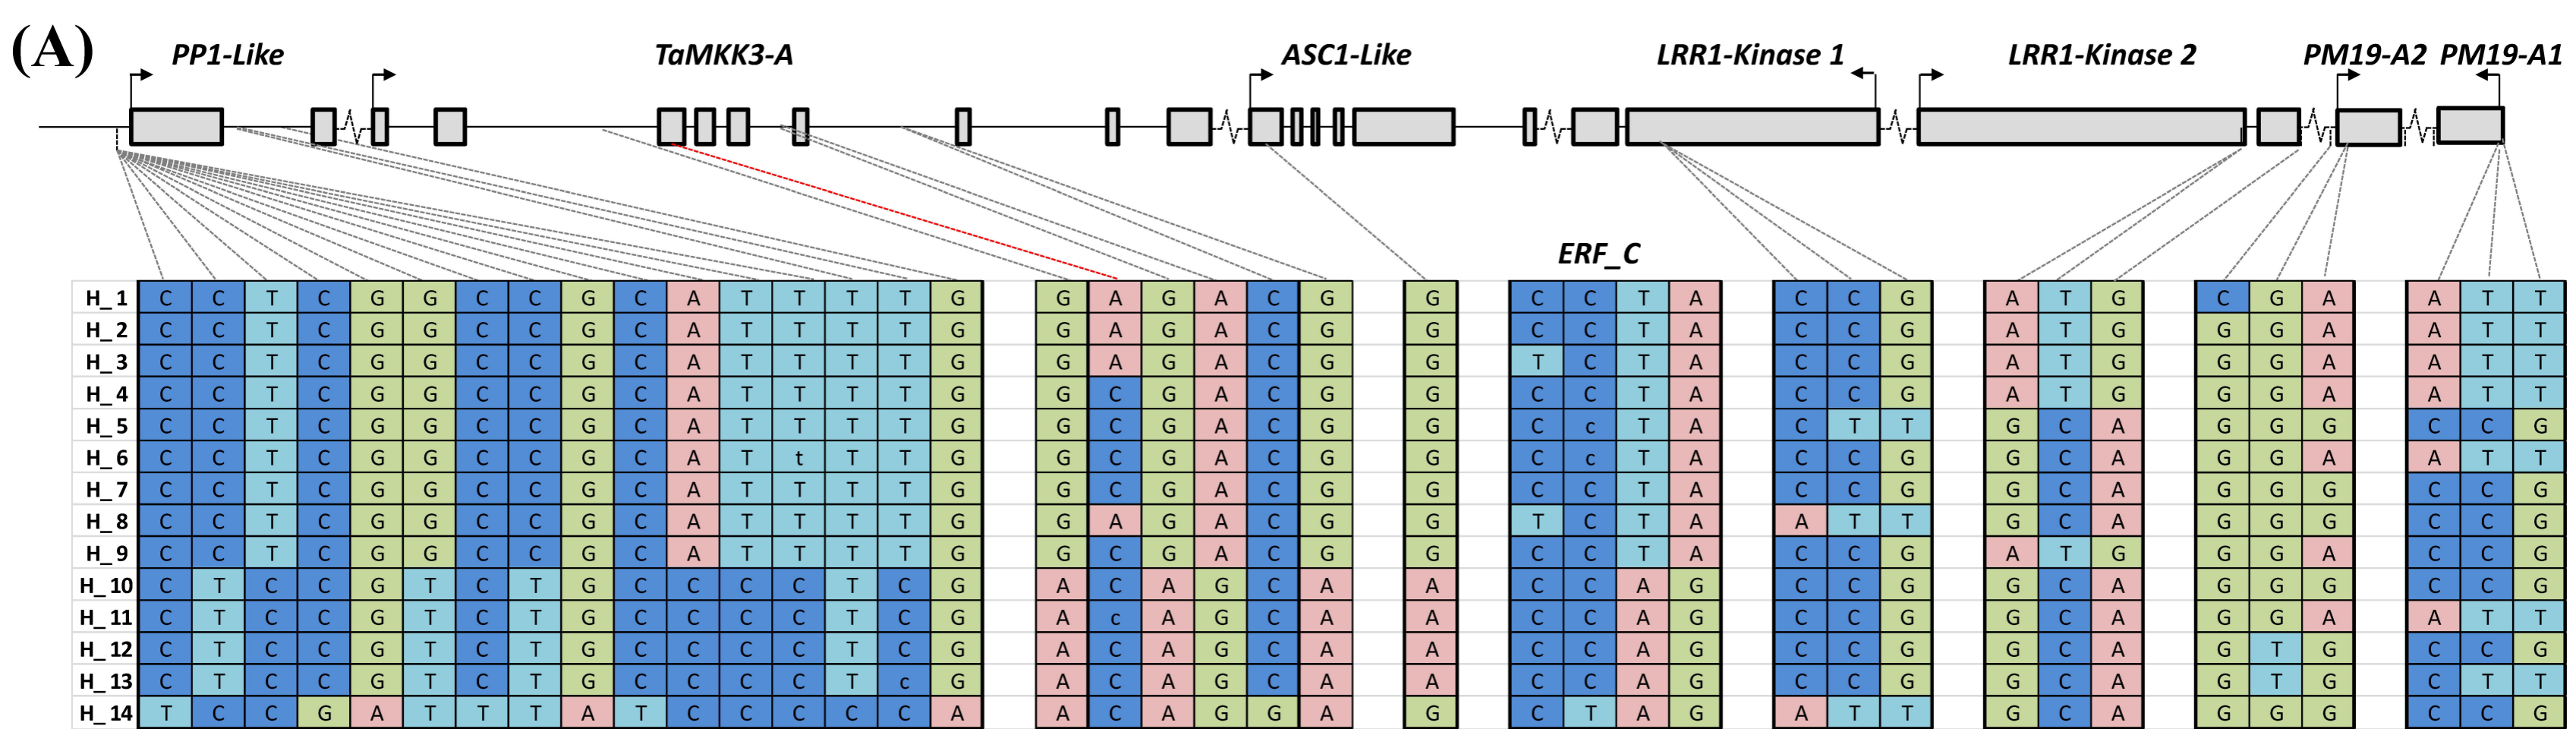 (A) PP1-Like TaMKK3-A ASC1-Like LRR1-Kinase 1 LRR1-Kinase 2 PM19-A2 PM19-A1
ERF_C
H_1 C C T C G G C C G C A T T T T G G A G A C G G C C T A C C G A T G C G A A T T
H_2 C C T C G G C C G C A T T T T G G A G A C G G C C T A C C G A T G G G A A T T
H_3 C C T C G G C C G C A T T T T G G A G A C G G T C T A C C G A T G G G A A T T
H_4 C C T C G G C C G C A T T T T G G C G A C G G C C T A C C G A T G G G A A T T
H_5 C C T C G G C C G C A T T T T G G C G A C G G C c T A C T T G C A G G G C C G
H_6 C C T C G G C C G C A T t T T G G C G A C G G C c T A C C G G C A G G A A T T
H_7 C C T C G G C C G C A T T T T G G C G A C G G C C T A C C G G C A G G G C C G
H_8 C C T C G G C C G C A T T T T G G A G A C G G T C T A A T T G C A G G G C C G
H_9 C C T C G G C C G C A T T T T G G C G A C G G C C T A C C G A T G G G A C C G
H_10 C T C C G T C T G C C C C T C G A C A G C A A C C A G C C G G C A G G G C C G
H_11 C T C C G T C T G C C C C T C G A c A G C A A C C A G C C G G C A G G A A T T
H_12 C T C C G T C T G C C C C T C G A C A G C A A C C A G C C G G C A G T G C C G
H_13 C T C C G T C T G C C C C T c G A C A G C A A C C A G C C G G C A G T G C T T
H_14 T C C G A T T T A T C C C C C A A C A G G A G C T A G A T T G C A G G G C C G